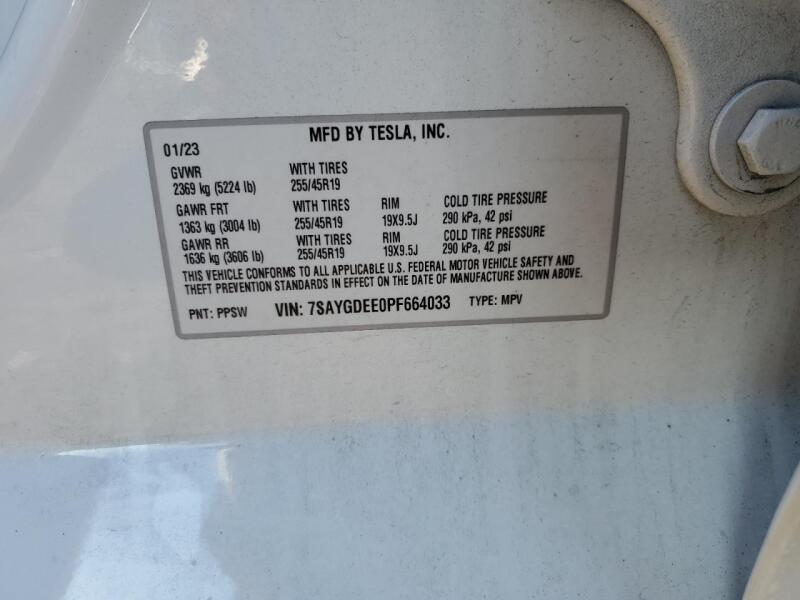 MFD BY TESLA, INC.
01/23
GVWR WITH TIRES
2369 kg (5224 lb) 255/45R19
GAWR FRT WITH TIRES RIM COLD TIRE PRESSURE
1363 kg (3004 lb) 255/45R19 19X9.5J 290 kPa, 42 psi
GAWR RR WITH TIRES RIM COLD TIRE PRESSURE
1636 kg (3606 lb) 255/45R19 19X9.5J 290 kPa, 42 psi
THIS VEHICLE CONFORMS TO ALL APPLICABLE U.S. FEDERAL MOTOR VEHICLE SAFETY AND
THEFT PREVENTION STANDARDS IN EFFECT ON THE DATE OF MANUFACTURE SHOWN ABOVE.
PNT: PPSW VIN: 7SAYGDEE0PF664033 TYPE: MPV